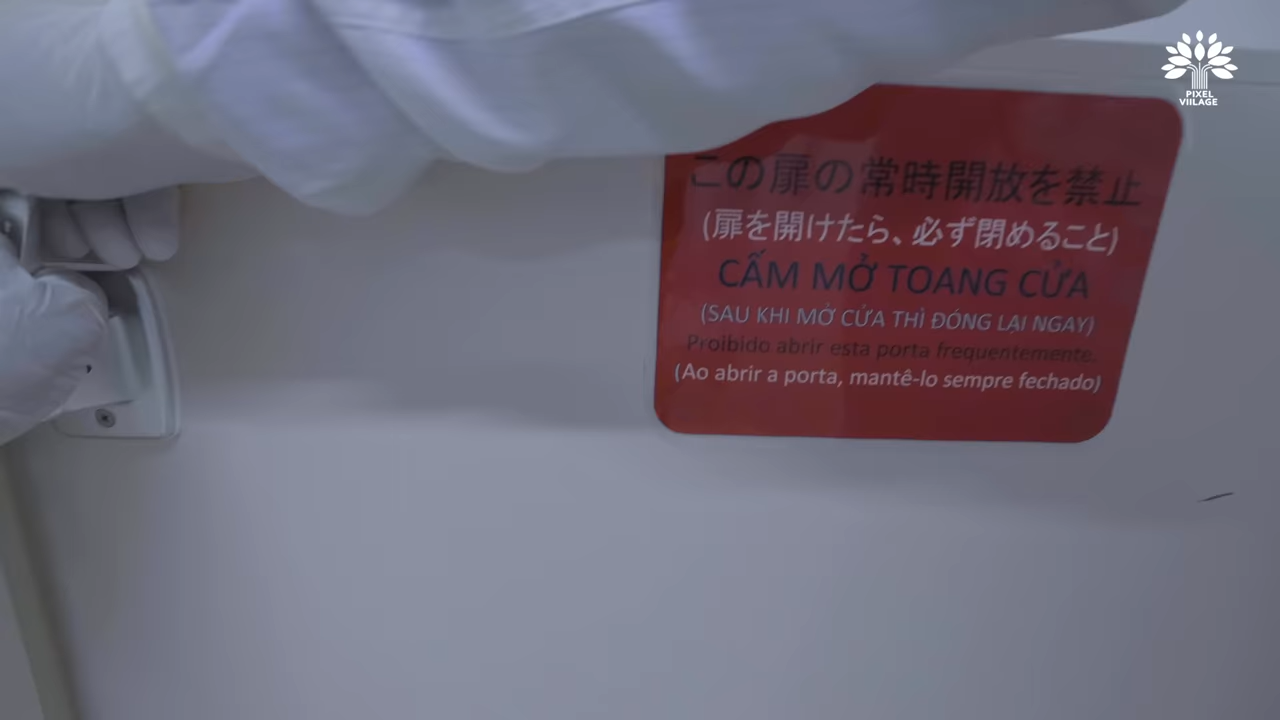 この扉の常時開放を禁止
(扉を開けたら、必ず閉めること)
CẤM MỞ TOANG CỬA
(SAU KHI MỞ CỬA THÌ ĐÓNG LẠI NGAY)
Proibido abrir esta porta frequentemente.
(Ao abrir a porta, mantê-lo sempre fechado)
PIXEL
VIILAGE